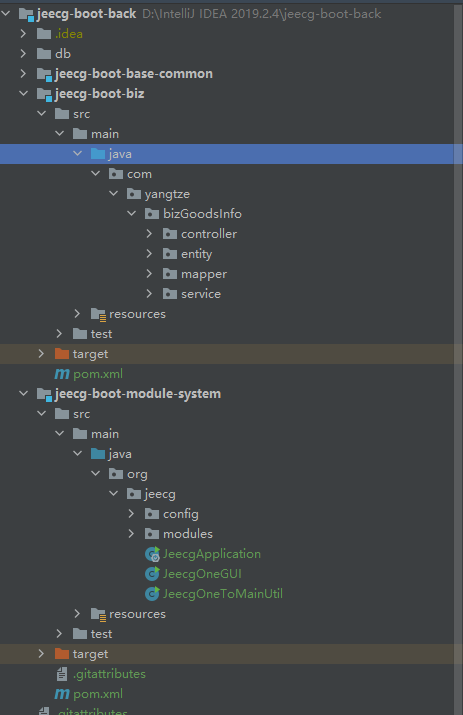 jeecg-boot-back D:\IntelliJ IDEA 2019.2.4\jeecg-boot-back
.idea
db
jeecg-boot-base-common
jeecg-boot-biz
src
main
java
com
yangtze
bizGoodsInfo
controller
entity
mapper
service
resources
test
target
pom.xml
jeecg-boot-module-system
src
main
java
org
jeecg
config
modules
JeecgApplication
JeecgOneGUI
JeecgOneToMainUtil
resources
test
target
.gitattributes
pom.xml
.gitattributes